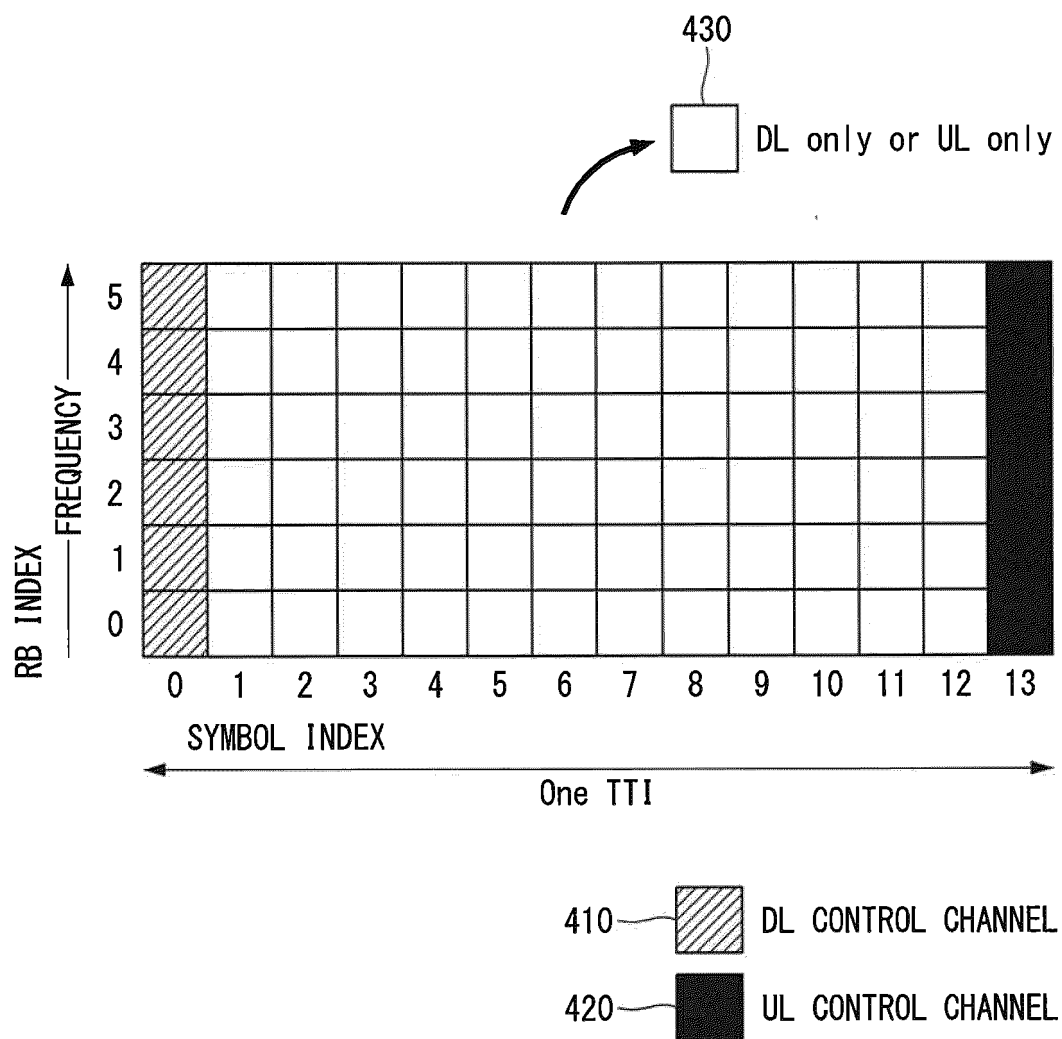 430
DL only or UL only
5
4
3
2
1
0
RB INDEX
FREQUENCY
0 1 2 3 4 5 6 7 8 9 10 11 12 13
SYMBOL INDEX
One TTI
410 DL CONTROL CHANNEL
420 UL CONTROL CHANNEL